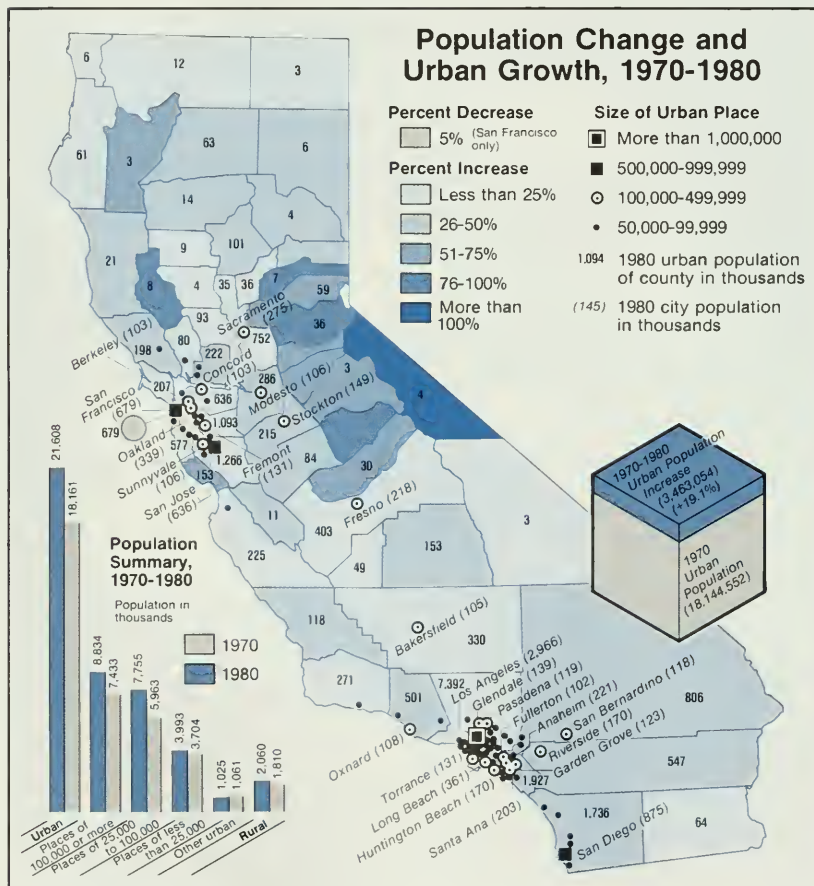 Population Change and
Urban Growth, 1970-1980
Percent Decrease
5% (San Francisco
only)
Percent Increase
Less than 25%
26-50%
51-75%
76-100%
More than
100%
Size of Urban Place
More than 1,000,000
500,000-999,999
100,000-499,999
50,000-99,999
1,094 1980 urban population
of county in thousands
(145) 1980 city population
in thousands
6
12
3
61
3
63
6
14
4
21
9
101
8
4
35
36
7
59
93
Sacramento
(275)
36
Berkeley (103)
198
80
222
752
Concord
(103)
3
4
San
Francisco
(679)
207
636
286
Modesto (106)
Stockton (149)
679
1,093
215
Oakland
(339)
577
1,266
Fremont
(131)
84
30
Sunnyvale
(106)
153
San Jose
(636)
Fresno (218)
11
403
3
225
49
153
118
Bakersfield (105)
330
271
501
7,392
Los Angeles (2,966)
Glendale (139)
Pasadena (119)
Fullerton (102)
Anaheim (221)
San Bernardino (118)
Riverside (170)
Garden Grove (123)
806
547
Oxnard (108)
Torrance (131)
Long Beach (361)
Huntington Beach (170)
Santa Ana (203)
1,927
1,736
San Diego (875)
64
1970-1980
Urban Population
Increase
(3,463,054)
(+19.1%)
1970
Urban
Population
(18.144.552)
Population
Summary,
1970-1980
Population in
thousands
1970
1980
21,608
18,161
8,834
7,433
7,755
5,963
3,993
3,704
1,025
1,061
2,060
1,810
Urban
Places of
100,000 or more
Places of 25,000
to 100,000
Places of less
than 25,000
Other urban
Rural